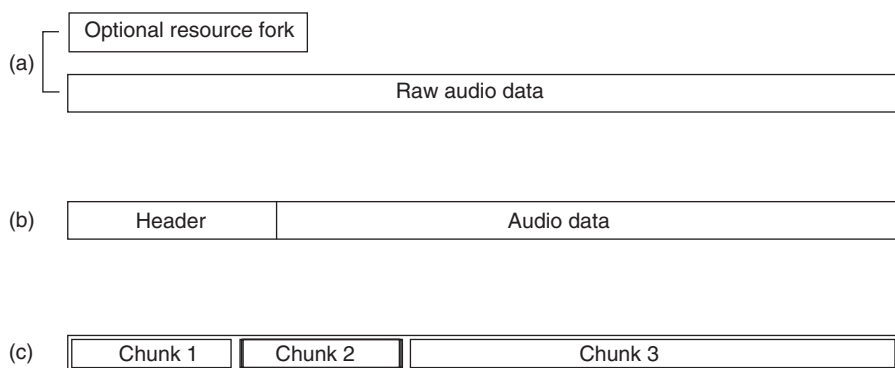 Optional resource fork
(a)
Raw audio data
(b) Header Audio data
(c) Chunk 1 Chunk 2 Chunk 3